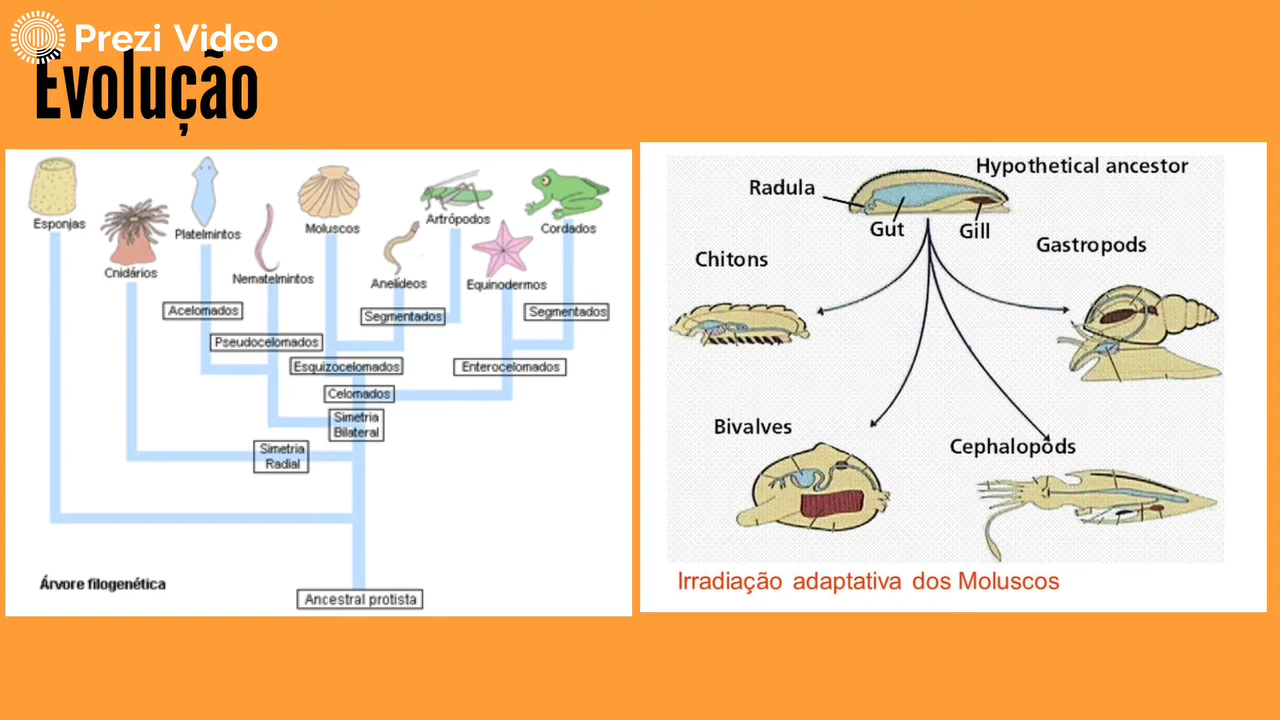 Prezi Video
Evolução
Esponjas
Cnidários
Platelmintos
Nematelmintos
Moluscos
Anelídeos
Artrópodos
Equinodermos
Cordados
Acelomados
Segmentados
Segmentados
Pseudocelomados
Esquizocelomados
Enterocelomados
Celomados
Simetria
Bilateral
Simetria
Radial
Árvore filogenética
Ancestral protista
Hypothetical ancestor
Radula
Gut
Gill
Chitons
Gastropods
Bivalves
Cephalopods
Irradiação adaptativa dos Moluscos